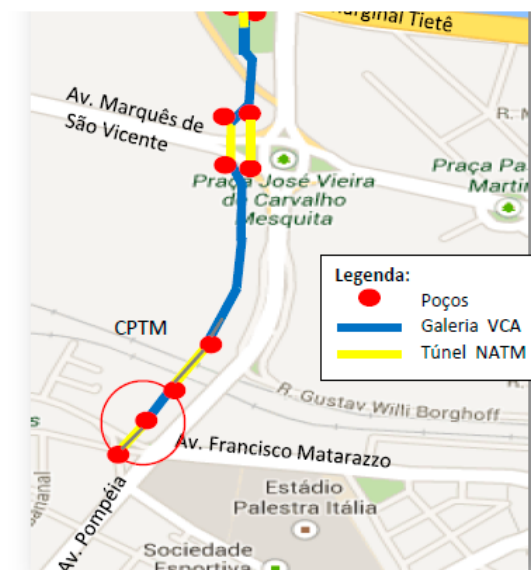 Marginal Tietê
Av. Marquês de
São Vicente
R. N
Praça José Vieira
de Carvalho
Mesquita
Praça Pa
Martin
Legenda:
Poços
Galeria VCA
Túnel NATM
CPTM
R.
R. Gustav Willi Borghoff
s
Av. Francisco Matarazzo
Av. Pompéia
Estádio
Palestra Itália
Sociedade
Esportiva